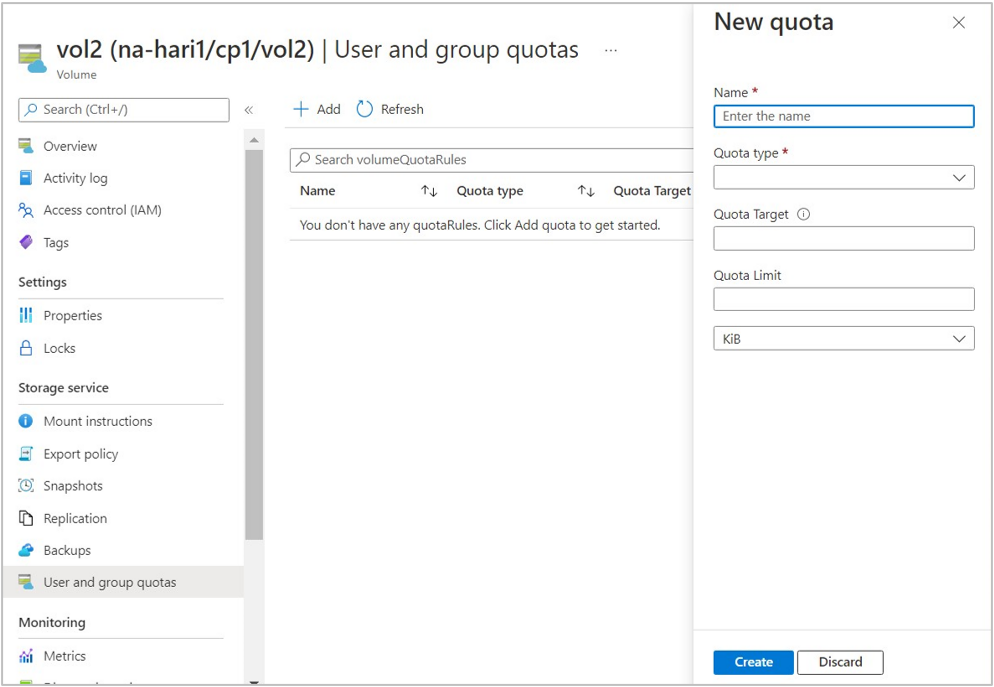 vol2 (na-hari1/cp1/vol2) | User and group quotas ...
Volume
Search (Ctrl+/)
«
Overview
Activity log
Access control (IAM)
Tags
Settings
Properties
Locks
Storage service
Mount instructions
Export policy
Snapshots
Replication
Backups
User and group quotas
Monitoring
Metrics
+ Add Refresh
Search volumeQuotaRules
Name ↑↓ Quota type ↑↓ Quota Target
You don't have any quotaRules. Click Add quota to get started.
New quota
Name *
Enter the name
Quota type *
Quota Target
Quota Limit
KiB
Create Discard